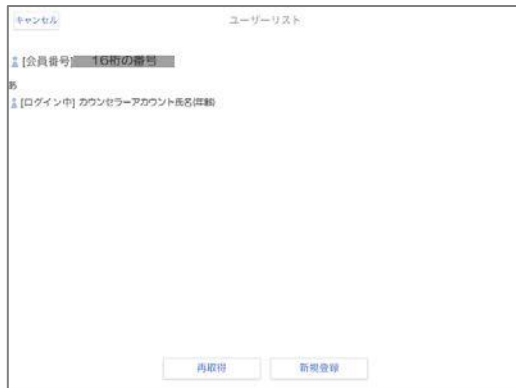 キャンセル
ユーザーリスト
[会員番号] 16桁の番号
[ログイン中] カウンセラーアカウント氏名(年齢)
再取得
新規登録